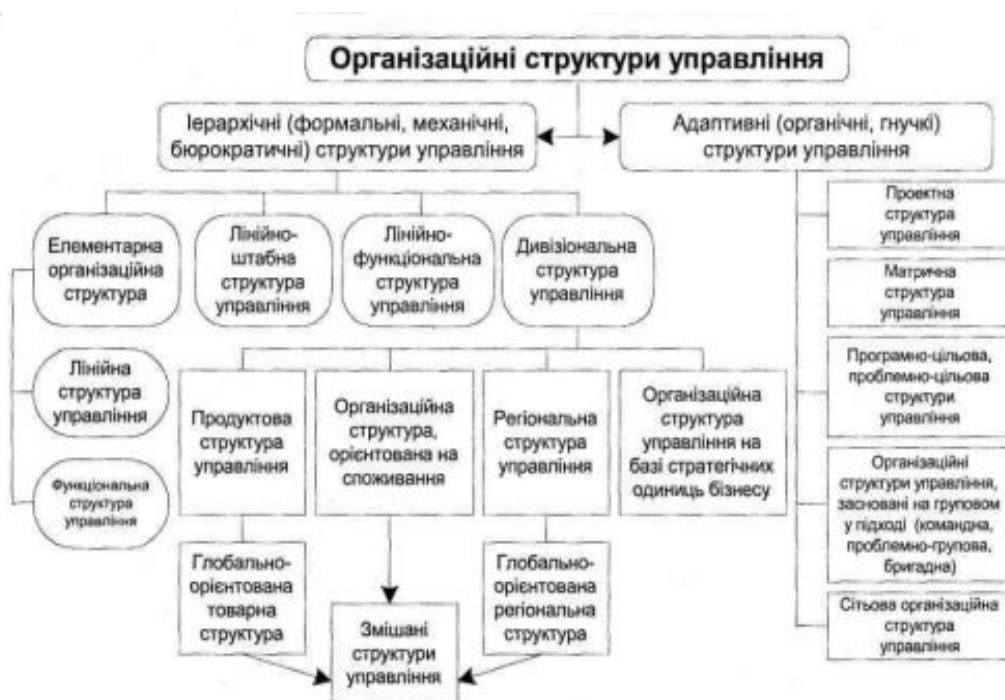 Організаційні структури управління
Ієрархічні (формальні, механічні,
бюрократичні) структури управління
Адаптивні (органічні, гнучкі)
структури управління
Елементарна
організаційна
структура
Лінійно-
штабна
структура
управління
Лінійно-
функціональна
структура
управління
Дивізіональна
структура
управління
Проектна
структура
управління
Матрична
структура
управління
Лінійна
структура
управління
Продуктова
структура
управління
Організаційна
структура,
орієнтована на
споживання
Регіональна
структура
управління
Організаційна
структура
управління на
базі стратегічних
одиниць бізнесу
Програмно-цільова,
проблемно-цільова
структури
управління
Функціональна
структура
управління
Організаційні
структури управління,
засновані на груповом
у підході (командна,
проблемно-групова,
бригадна)
Глобально-
орієнтована
товарна
структура
Змішані
структури
управління
Глобально-
орієнтована
регіональна
структура
Сітьова організаційна
структура
управління